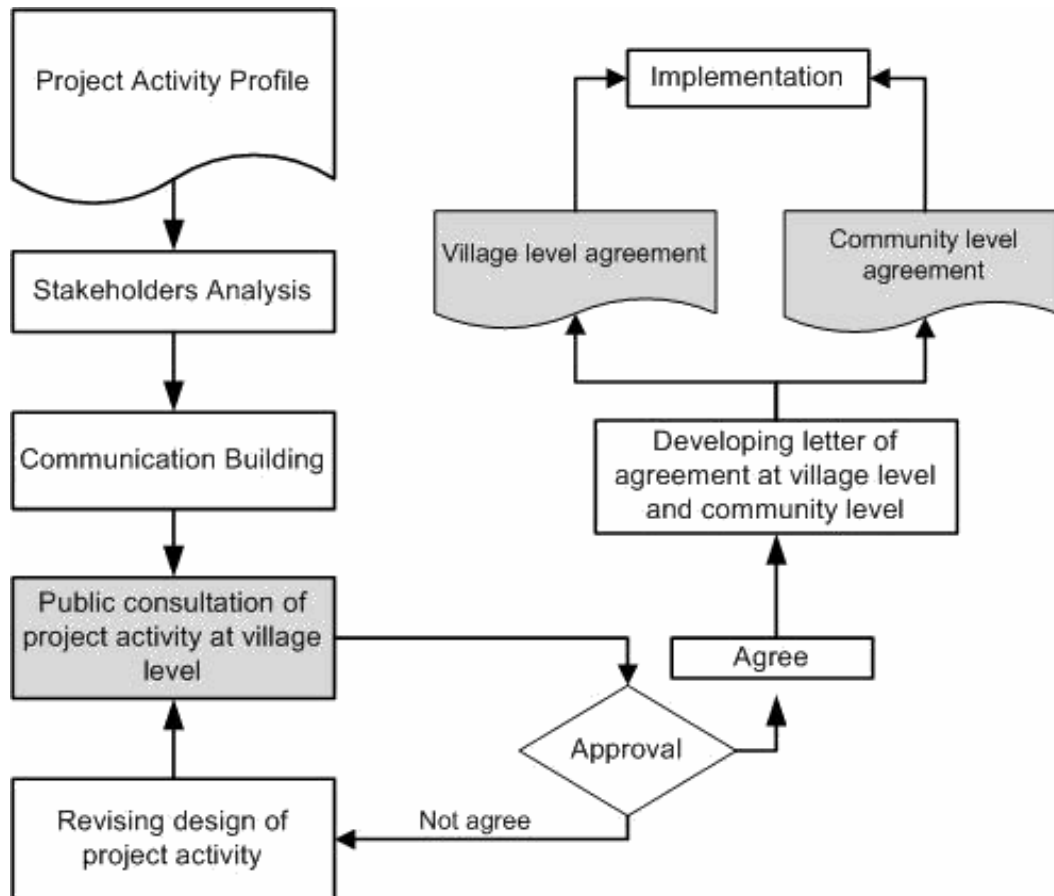 Project Activity Profile
Stakeholders Analysis
Communication Building
Public consultation of
project activity at village
level
Revising design of
project activity
Not agree
Approval
Agree
Developing letter of
agreement at village level
and community level
Village level agreement
Community level
agreement
Implementation